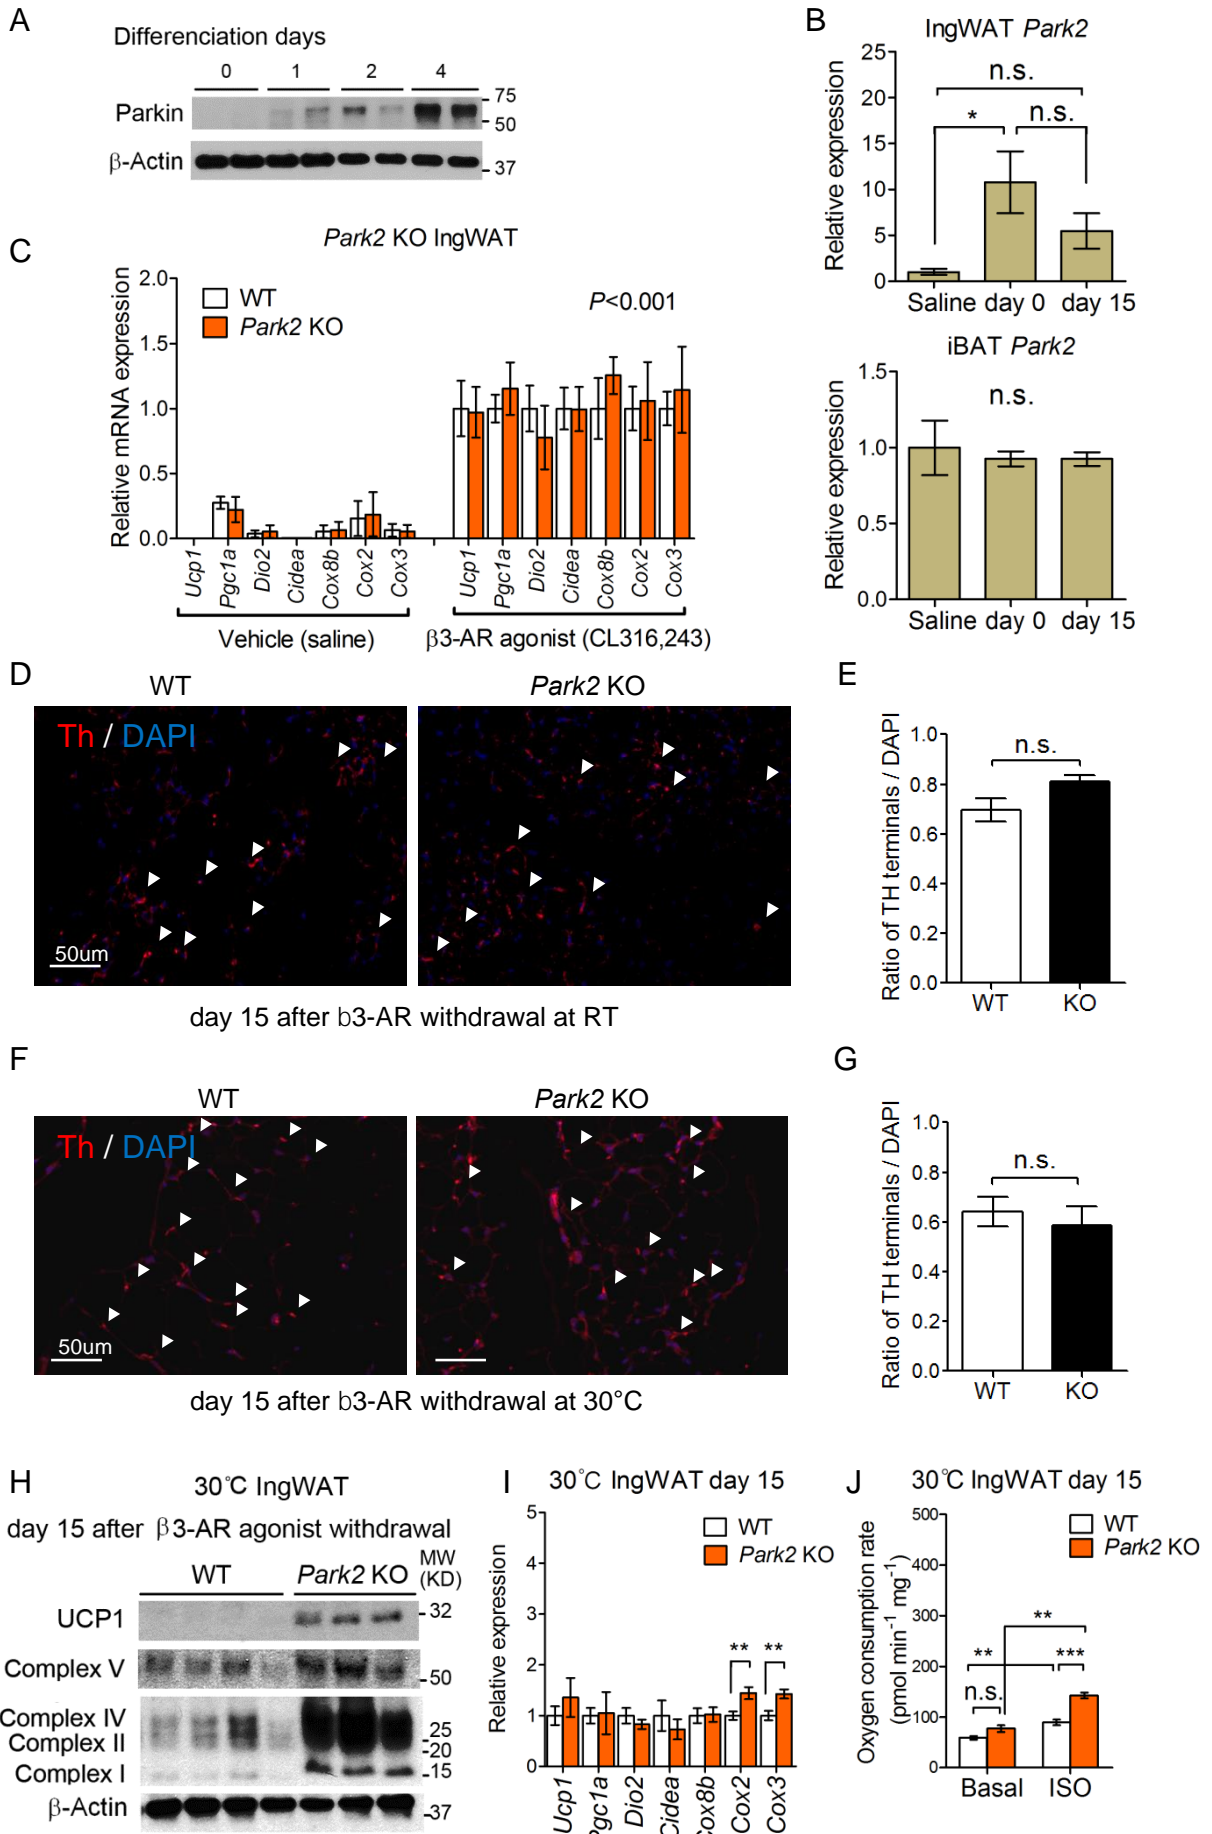 A
Differenciation days
0 1 2 4
Parkin
75
50
β-Actin
37
B
IngWAT Park2
Relative expression
25
20
15
10
5
0
n.s.
* n.s.
Saline day 0 day 15
iBAT Park2
Relative expression
1.5
1.0
0.5
0.0
n.s.
Saline day 0 day 15
C
Park2 KO IngWAT
Relative mRNA expression
2.0
1.5
1.0
0.5
0.0
WT
Park2 KO
P<0.001
Ucp1 Pgc1a Dio2 Cidea Cox8b Cox2 Cox3
Ucp1 Pgc1a Dio2 Cidea Cox8b Cox2 Cox3
Vehicle (saline) β3-AR agonist (CL316,243)
D
WT Park2 KO
Th / DAPI
50um
day 15 after b3-AR withdrawal at RT
E
Ratio of TH terminals / DAPI
1.0
0.8
0.6
0.4
0.2
0.0
n.s.
WT KO
F
WT Park2 KO
Th / DAPI
50um
day 15 after b3-AR withdrawal at 30°C
G
Ratio of TH terminals / DAPI
1.0
0.8
0.6
0.4
0.2
0.0
n.s.
WT KO
H
30°C IngWAT
day 15 after β3-AR agonist withdrawal
WT Park2 KO MW
(KD)
UCP1
32
Complex V
50
Complex IV
25
Complex II
20
Complex I
15
β-Actin
37
I
30°C IngWAT day 15
Relative expression
5
4
3
2
1
0
WT
Park2 KO
** **
Ucp1 Pgc1a Dio2 Cidea Cox8b Cox2 Cox3
J
30°C IngWAT day 15
Oxygen consumption rate
(pmol min-1 mg-1)
500
400
300
200
100
0
WT
Park2 KO
**
** ***
n.s.
Basal ISO